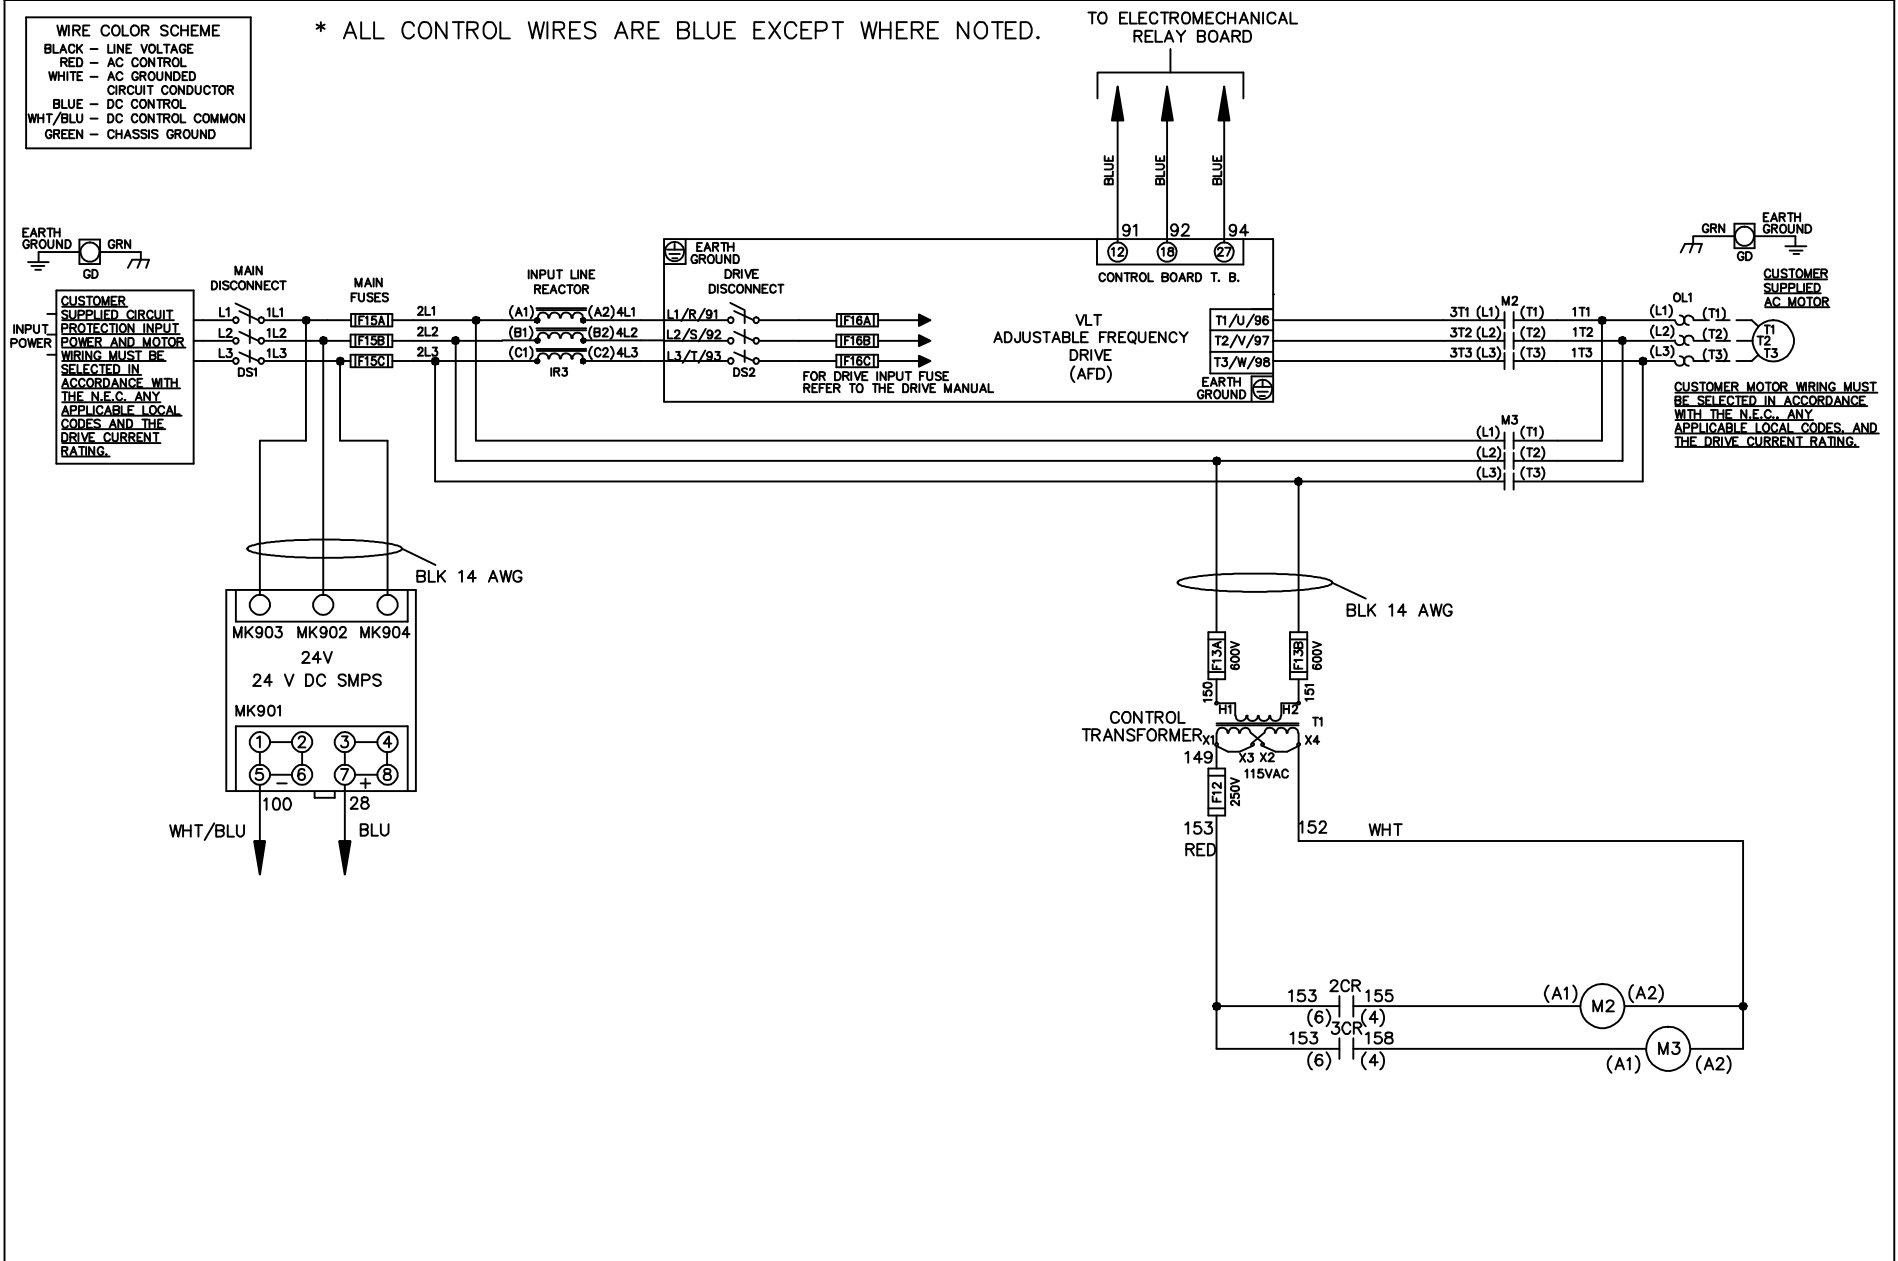 WIRE COLOR SCHEME
BLACK – LINE VOLTAGE
RED – AC CONTROL
WHITE – AC GROUNDED
CIRCUIT CONDUCTOR
BLUE – DC CONTROL
WHT/BLU – DC CONTROL COMMON
GREEN – CHASSIS GROUND
* ALL CONTROL WIRES ARE BLUE EXCEPT WHERE NOTED.
TO ELECTROMECHANICAL
RELAY BOARD
BLUE
BLUE
BLUE
91 92 94
12 18 27
CONTROL BOARD T. B.
EARTH
GROUND
GRN
GD
INPUT
POWER
CUSTOMER
SUPPLIED CIRCUIT
PROTECTION INPUT
POWER AND MOTOR
WIRING MUST BE
SELECTED IN
ACCORDANCE WITH
THE N.E.C. ANY
APPLICABLE LOCAL
CODES AND THE
DRIVE CURRENT
RATING.
MAIN
DISCONNECT
L1 1L1
L2 1L2
L3 1L3
DS1
MAIN
FUSES
F15A
F15B
F15C
2L1
2L2
2L3
INPUT LINE
REACTOR
(A1) (A2) 4L1
(B1) (B2) 4L2
(C1) (C2) 4L3
IR3
EARTH
GROUND
DRIVE
DISCONNECT
L1/R/91
L2/S/92
L3/T/93
DS2
F16A
F16B
F16C
FOR DRIVE INPUT FUSE
REFER TO THE DRIVE MANUAL
VLT
ADJUSTABLE FREQUENCY
DRIVE
(AFD)
T1/U/96
T2/V/97
T3/W/98
EARTH
GROUND
M2
3T1 (L1) (T1) 1T1
3T2 (L2) (T2) 1T2
3T3 (L3) (T3) 1T3
M3
(L1) (T1)
(L2) (T2)
(L3) (T3)
OL1
(L1) (T1)
(L2) (T2)
(L3) (T3)
T1
T2
T3
GRN
EARTH
GROUND
GD
CUSTOMER
SUPPLIED
AC MOTOR
CUSTOMER MOTOR WIRING MUST
BE SELECTED IN ACCORDANCE
WITH THE N.E.C., ANY
APPLICABLE LOCAL CODES, AND
THE DRIVE CURRENT RATING.
BLK 14 AWG
MK903 MK902 MK904
24V
24 V DC SMPS
MK901
1 2 3 4
5 6 7 8
– +
100 28
WHT/BLU BLU
BLK 14 AWG
F13A 600V
F13B 600V
150 151
H1 H2
CONTROL
TRANSFORMER
T1
X1 X3 X2 X4
149
115VAC
F12 250V
153
RED
152 WHT
153 2CR 155
(6) (4)
(A1) M2 (A2)
153 3CR 158
(6) (4)
(A1) M3 (A2)